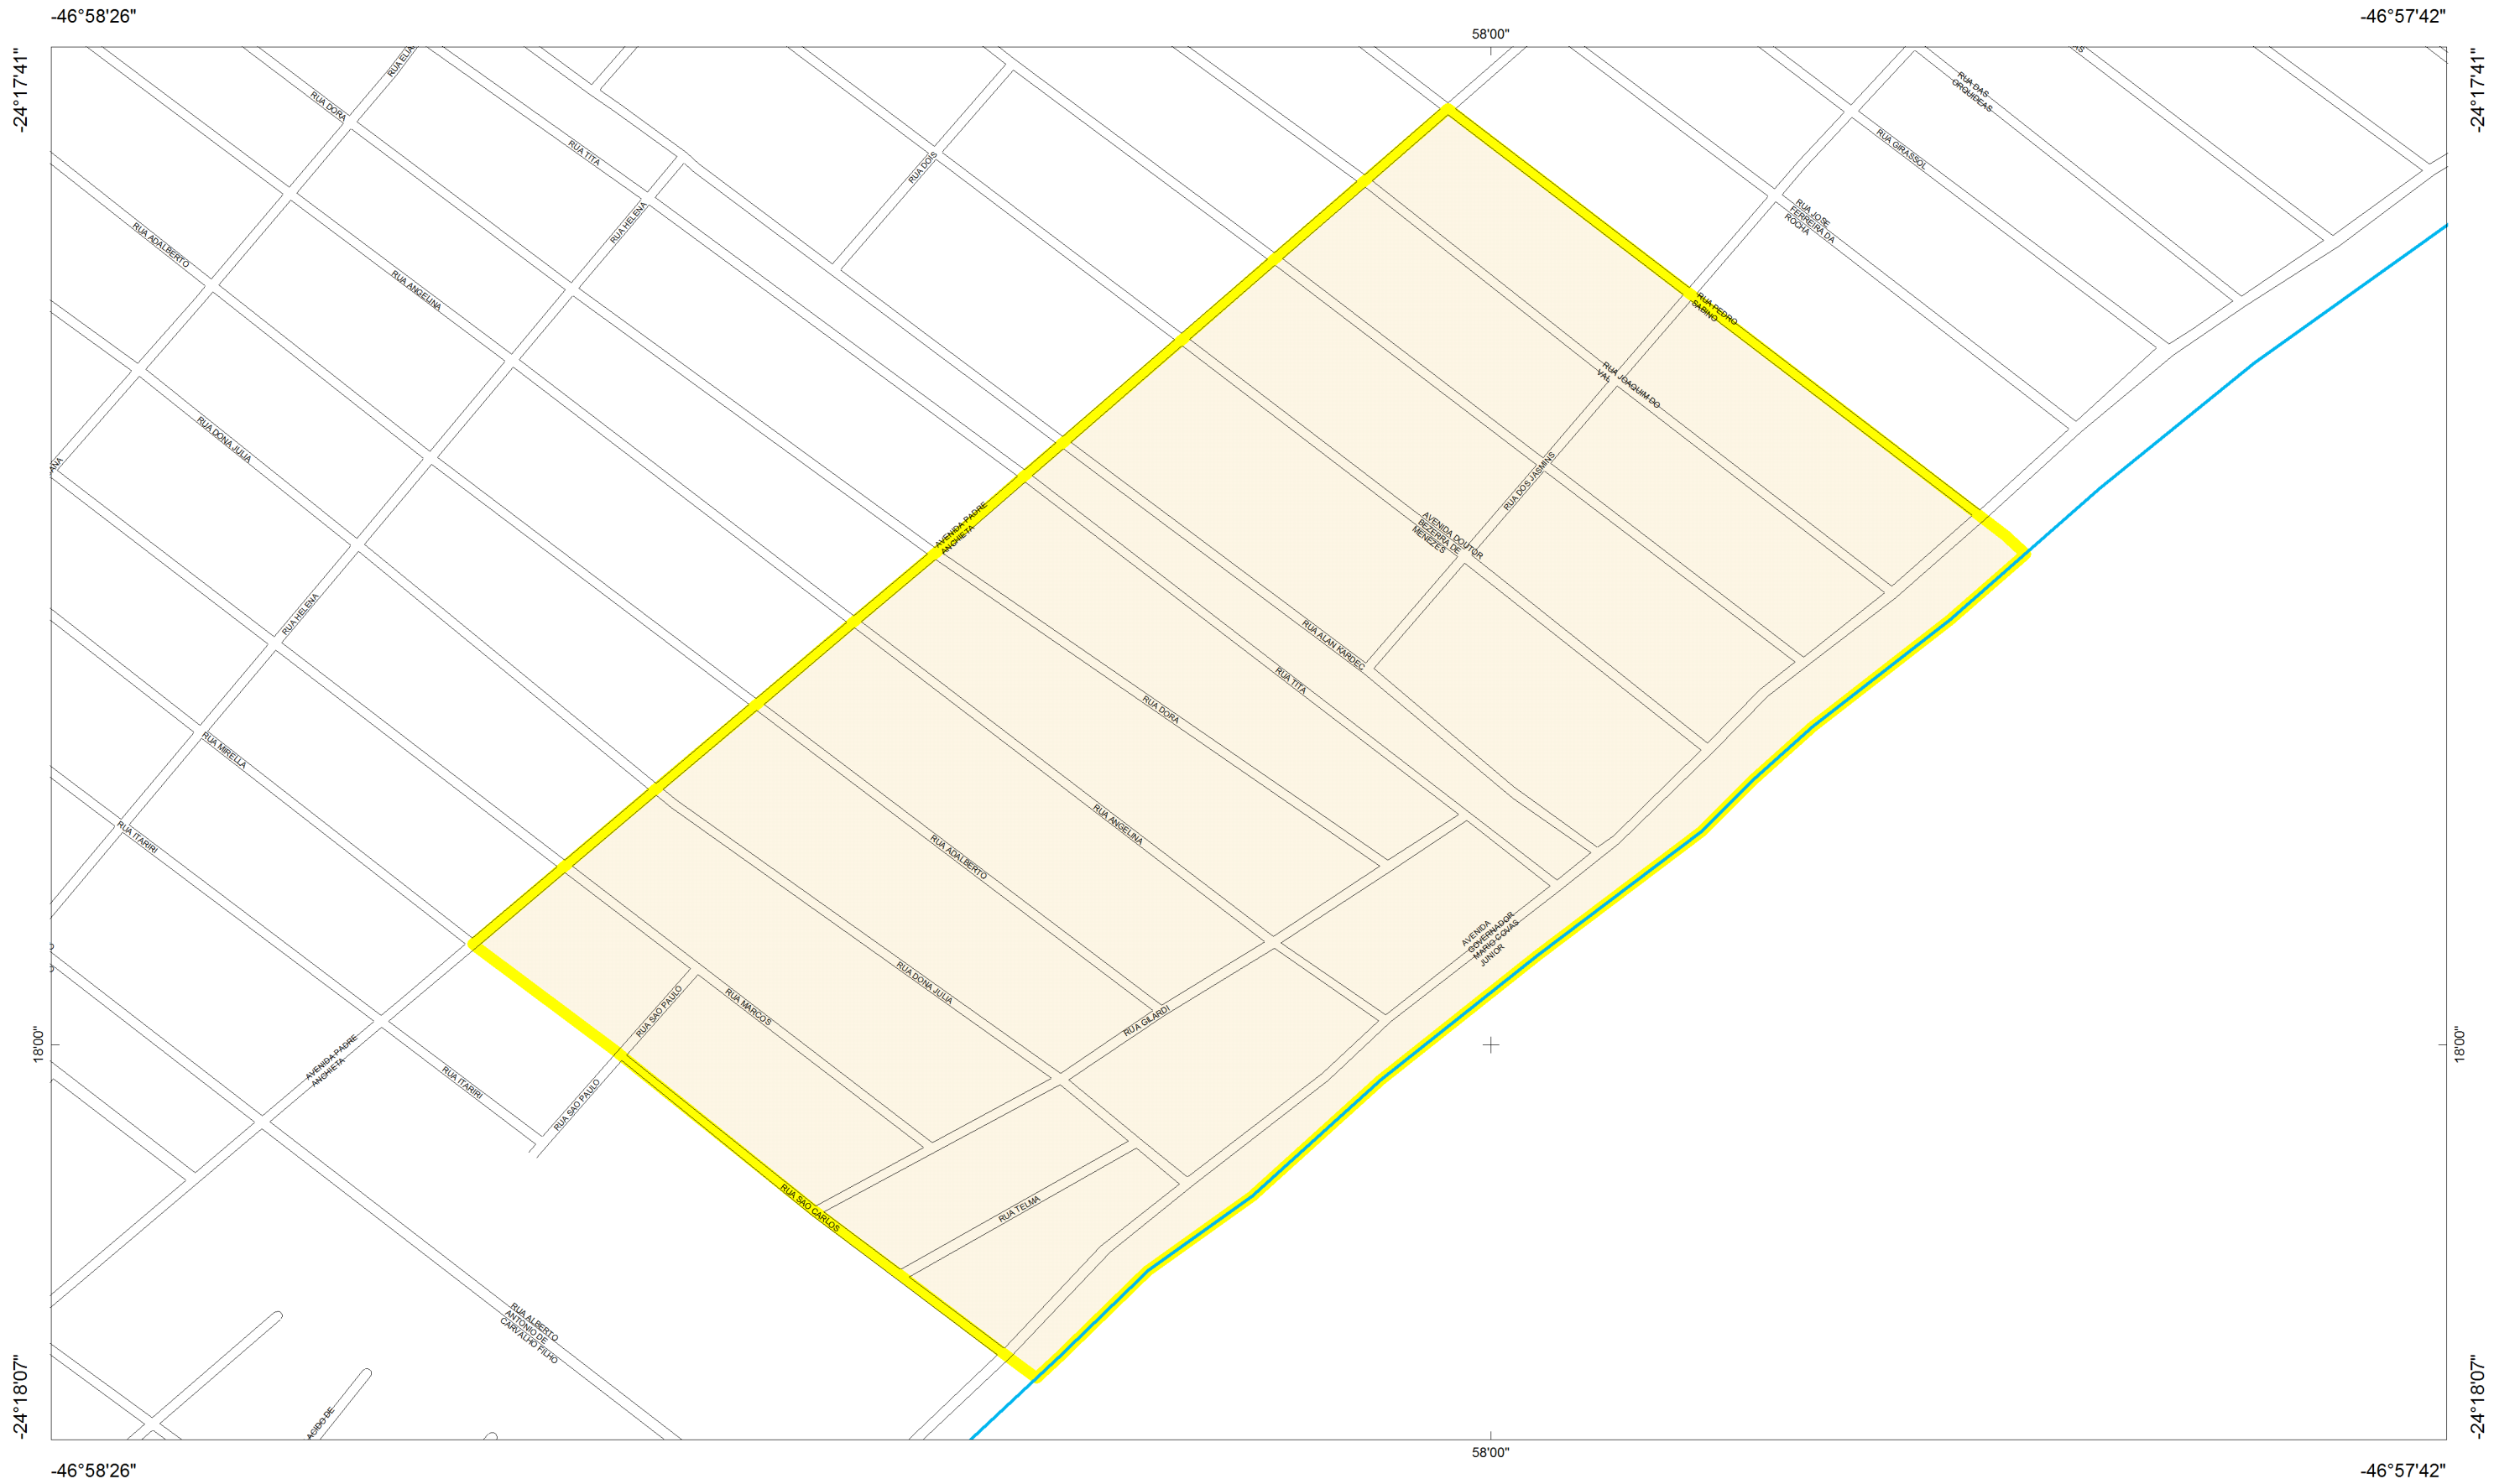 -46°58'26"
-46°57'42"
58'00"
-24°17'41"
-24°17'41"
RUA DAS
ORQUIDEAS
RUA DORA
RUA TITA
RUA DOIS
RUA GIRASSOL
RUA JOSE
FERREIRA DA
ROCHA
RUA HELENA
RUA ADALBERTO
RUA ANGELINA
RUA PEDRO
SABINO
RUA JOAQUIM DO
VAL
RUA DONA JULIA
RUA DOS JASMINS
AVENIDA PADRE
ANCHIETA
AVENIDA DOUTOR
BEZERRA DE
MENEZES
RUA HELENA
RUA ALAN KARDEC
RUA TITA
RUA DORA
RUA MIRELLA
RUA ANGELINA
RUA ITARIRI
RUA ADALBERTO
AVENIDA
GOVERNADOR
MARIO COVAS
JUNIOR
RUA DONA JULIA
RUA MARCOS
RUA SAO PAULO
RUA GILARDI
18'00"
18'00"
AVENIDA PADRE
ANCHIETA
RUA ITARIRI
RUA SAO PAULO
RUA SAO CARLOS
RUA TELMA
RUA ALBERTO
ANTONIO DE
CARVALHO FILHO
ACIDO DE
-24°18'07"
-24°18'07"
58'00"
-46°58'26"
-46°57'42"